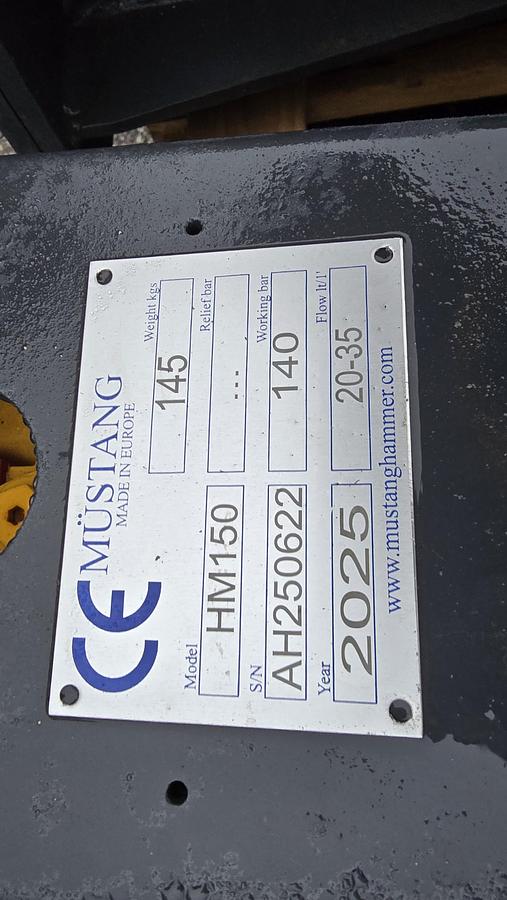 CE MÜSTANG
MADE IN EUROPE
Weight kgs
145
Model
HM150
Relief bar
...
S/N
AH250622
Working bar
140
Year
2025
Flow lt/1'
20-35
www.mustanghammer.com